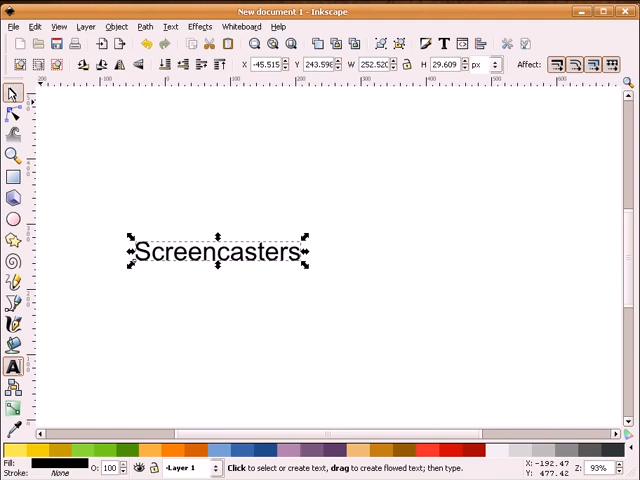 New document 1 - Inkscape
File Edit View Layer Object Path Text Effects Whiteboard Help
X -45.515 Y 243.598 W 252.520 H 29.609 px Affect:
Screencasters
Fill:
Stroke: None O: 100 Layer 1 Click to select or create text, drag to create flowed text; then type. X: -192.47 Y: 477.42 Z: 93%